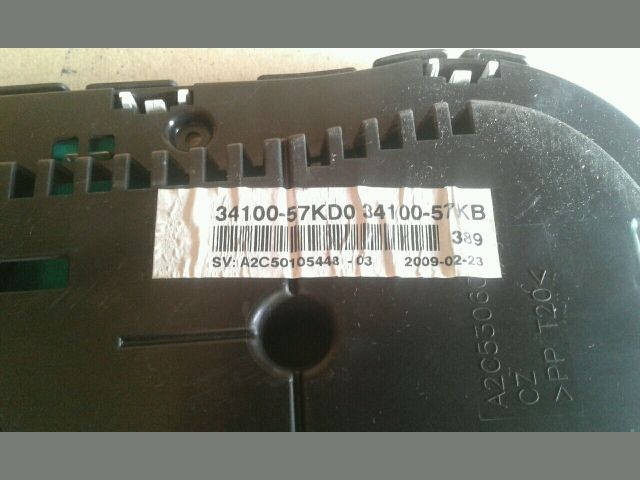 34100-57KD0 34100-57KB
389
SV: A2C50105448 - 03 2009-02-23
CZ
>PP T20<